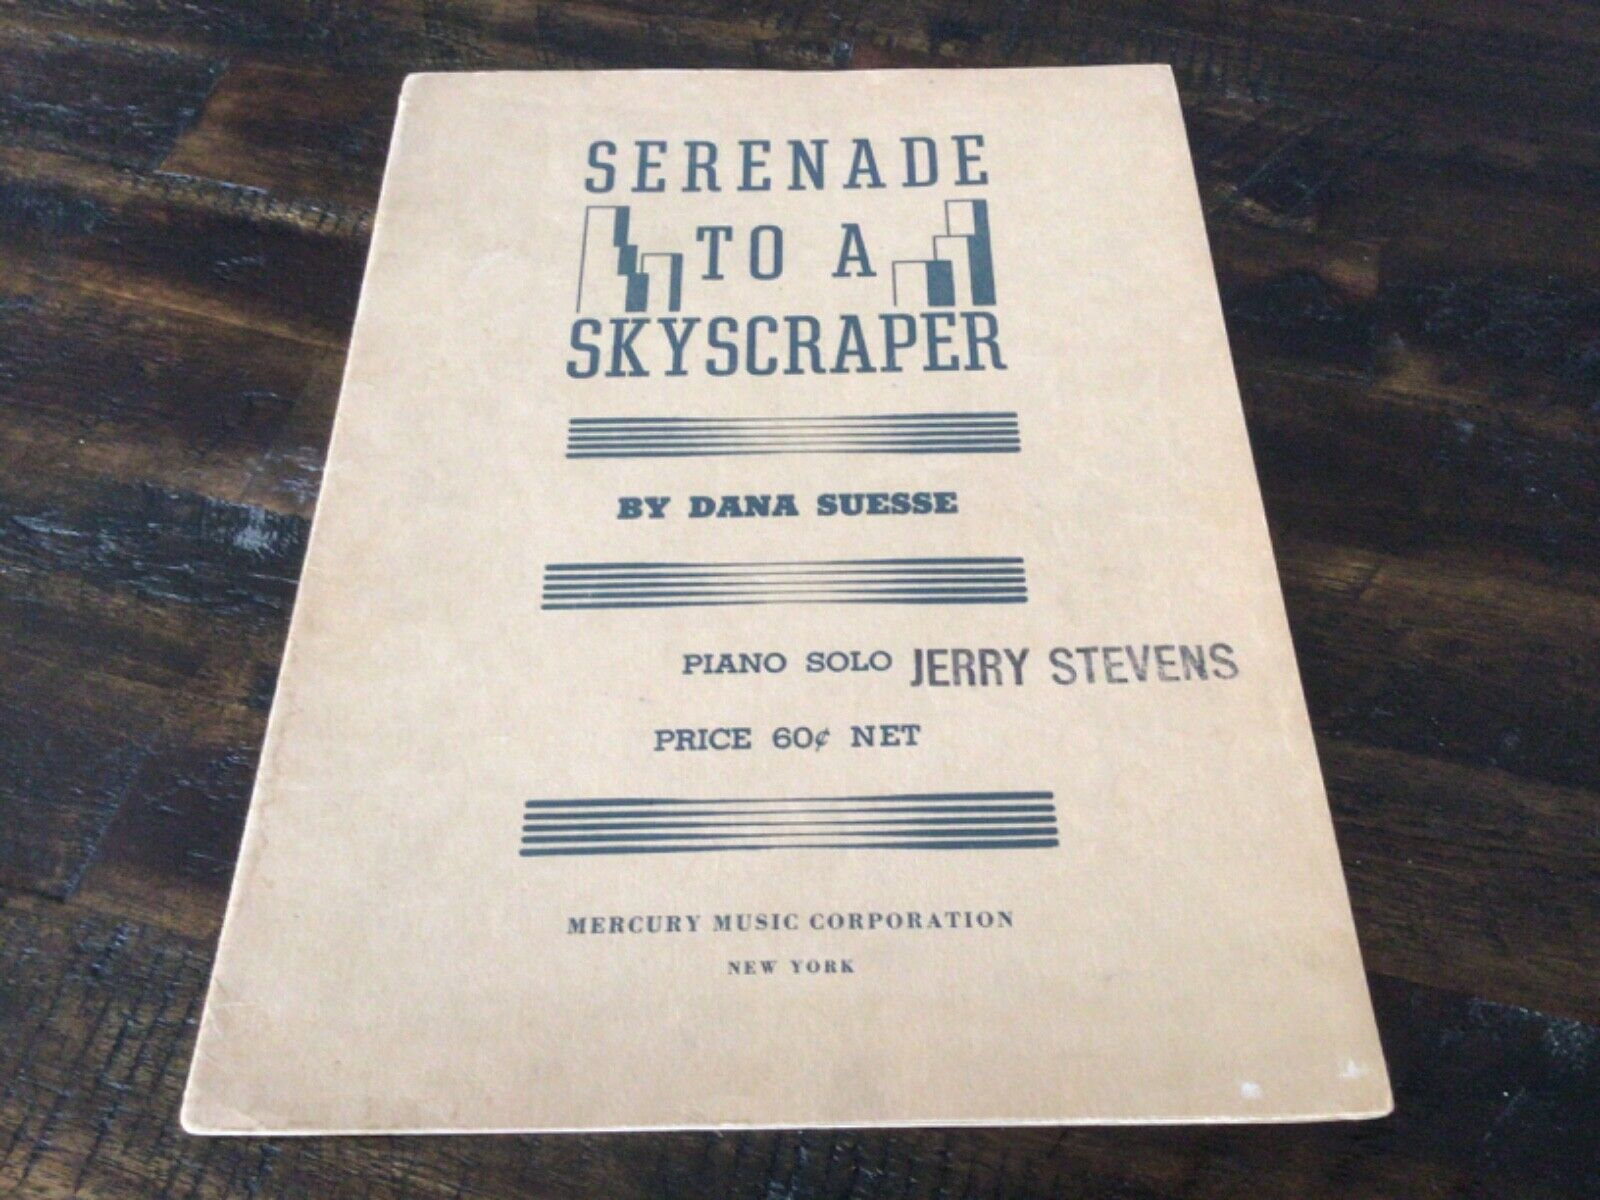 SERENADE
TO A
SKYSCRAPER
BY DANA SUESSE
PIANO SOLO JERRY STEVENS
PRICE 60¢ NET
MERCURY MUSIC CORPORATION
NEW YORK